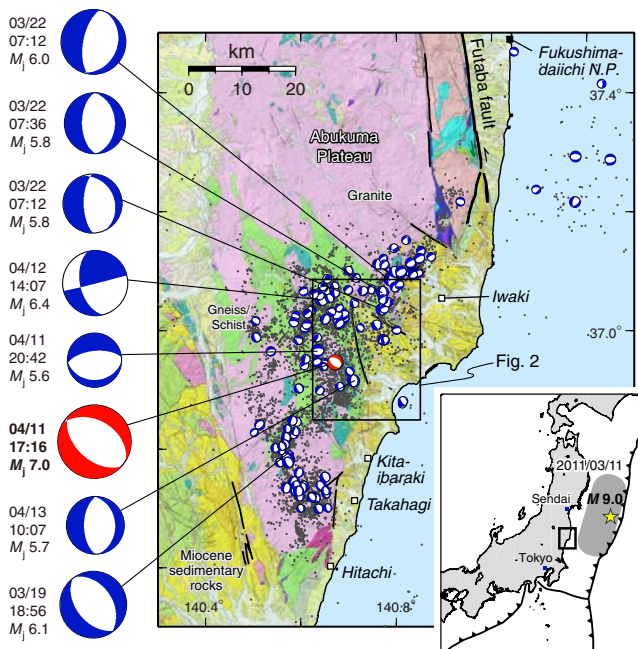 03/22
07:12
Mj 6.0
03/22
07:36
Mj 5.8
03/22
07:12
Mj 5.8
04/12
14:07
Mj 6.4
04/11
20:42
Mj 5.6
04/11
17:16
Mj 7.0
04/13
10:07
Mj 5.7
03/19
18:56
Mj 6.1
km
0 10 20
Abukuma
Plateau
Granite
Futaba fault
Fukushima-
daiichi N.P.
37.4°
Gneiss/
Schist
Iwaki
37.0°
Fig. 2
Kita-
ibaraki
Takahagi
Miocene
sedimentary
rocks
Hitachi
140.4°
140.8°
2011/03/11
M 9.0
Sendai
Tokyo